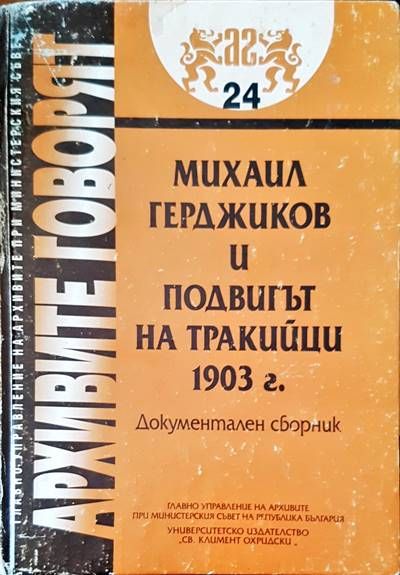 ГЛАВНО УПРАВЛЕНИЕ НА АРХИВИТЕ ПРИ МИНИСТЕРСКИЯ СЪВЕТ
АРХИВИТЕ ГОВОРЯТ
аг
24
МИХАИЛ
ГЕРДЖИКОВ
И
ПОДВИГЪТ
НА ТРАКИЙЦИ
1903 г.
Документален сборник
ГЛАВНО УПРАВЛЕНИЕ НА АРХИВИТЕ
ПРИ МИНИСТЕРСКИЯ СЪВЕТ НА РЕПУБЛИКА БЪЛГАРИЯ
УНИВЕРСИТЕТСКО ИЗДАТЕЛСТВО
"СВ. КЛИМЕНТ ОХРИДСКИ"